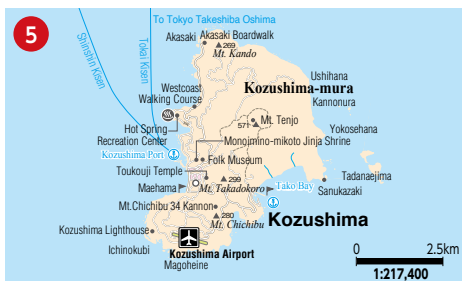 5
To Tokyo Takeshiba Oshima
Akasaki
Akasaki Boardwalk
269
Mt. Kando
Shinshin Kisen
Tokai Kisen
Ushihana
Westcoast
Walking Course
Kozushima-mura
Kannonura
571
Mt. Tenjo
Hot Spring
Recreation Center
Yokosehana
Monoimino-mikoto Jinja Shrine
Kozushima Port
Folk Museum
Toukouji Temple
299
Tadanaejima
Maehama
Mt. Takadokoro
Tako Bay
Sanukazaki
Mt.Chichibu 34 Kannon
280
Mt. Chichibu
Kozushima
Kozushima Lighthouse
Ichinokubi
Kozushima Airport
Magoheine
0
2.5km
1:217,400